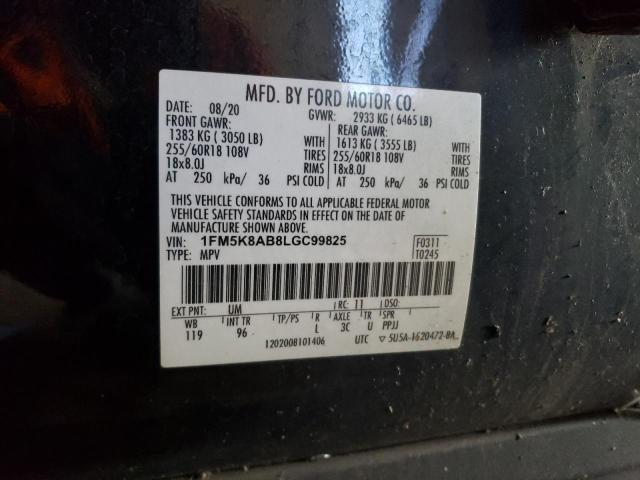 MFD. BY FORD MOTOR CO.
DATE: 08/20 GVWR: 2933 KG ( 6465 LB)
FRONT GAWR: REAR GAWR:
1383 KG ( 3050 LB) WITH 1613 KG ( 3555 LB) WITH
255/60R18 108V TIRES 255/60R18 108V TIRES
18x8.0J RIMS 18x8.0J RIMS
AT 250 kPa/ 36 PSI COLD AT 250 kPa/ 36 PSI COLD
THIS VEHICLE CONFORMS TO ALL APPLICABLE FEDERAL MOTOR
VEHICLE SAFETY STANDARDS IN EFFECT ON THE DATE OF
MANUFACTURE SHOWN ABOVE.
VIN: 1FM5K8AB8LGC99825 F0311
TYPE: MPV T0245
EXT PNT: UM RC: 11 DSO:
WB INT TR TP/PS R AXLE TR SPR
119 96 L 3C U PPJJ
1202008101406 UTC ▽ 5U5A-1520472-BA